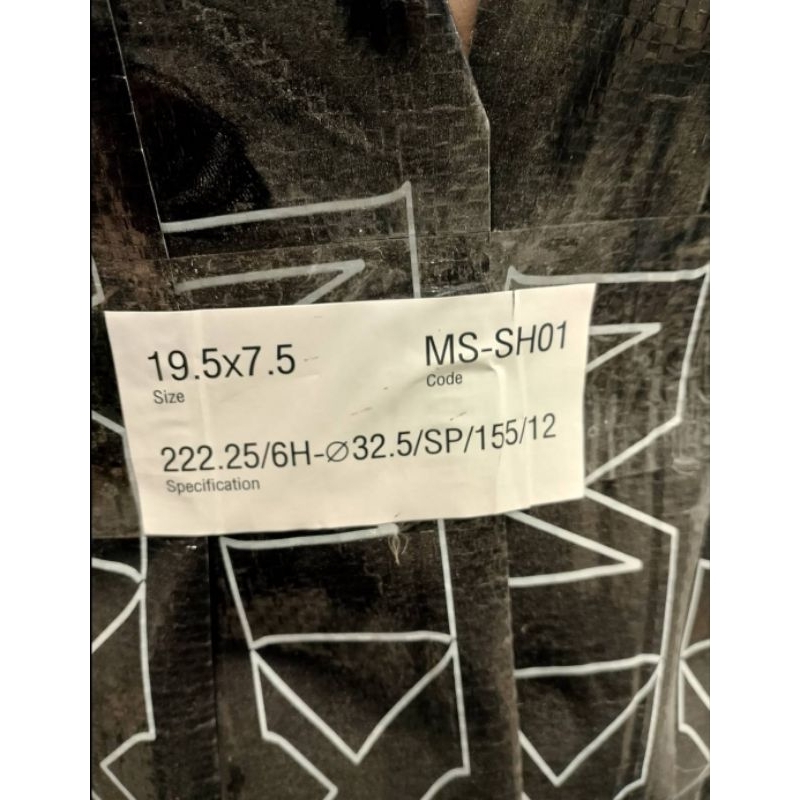 19.5x7.5 MS-SH01
Size Code
222.25/6H-∅32.5/SP/155/12
Specification